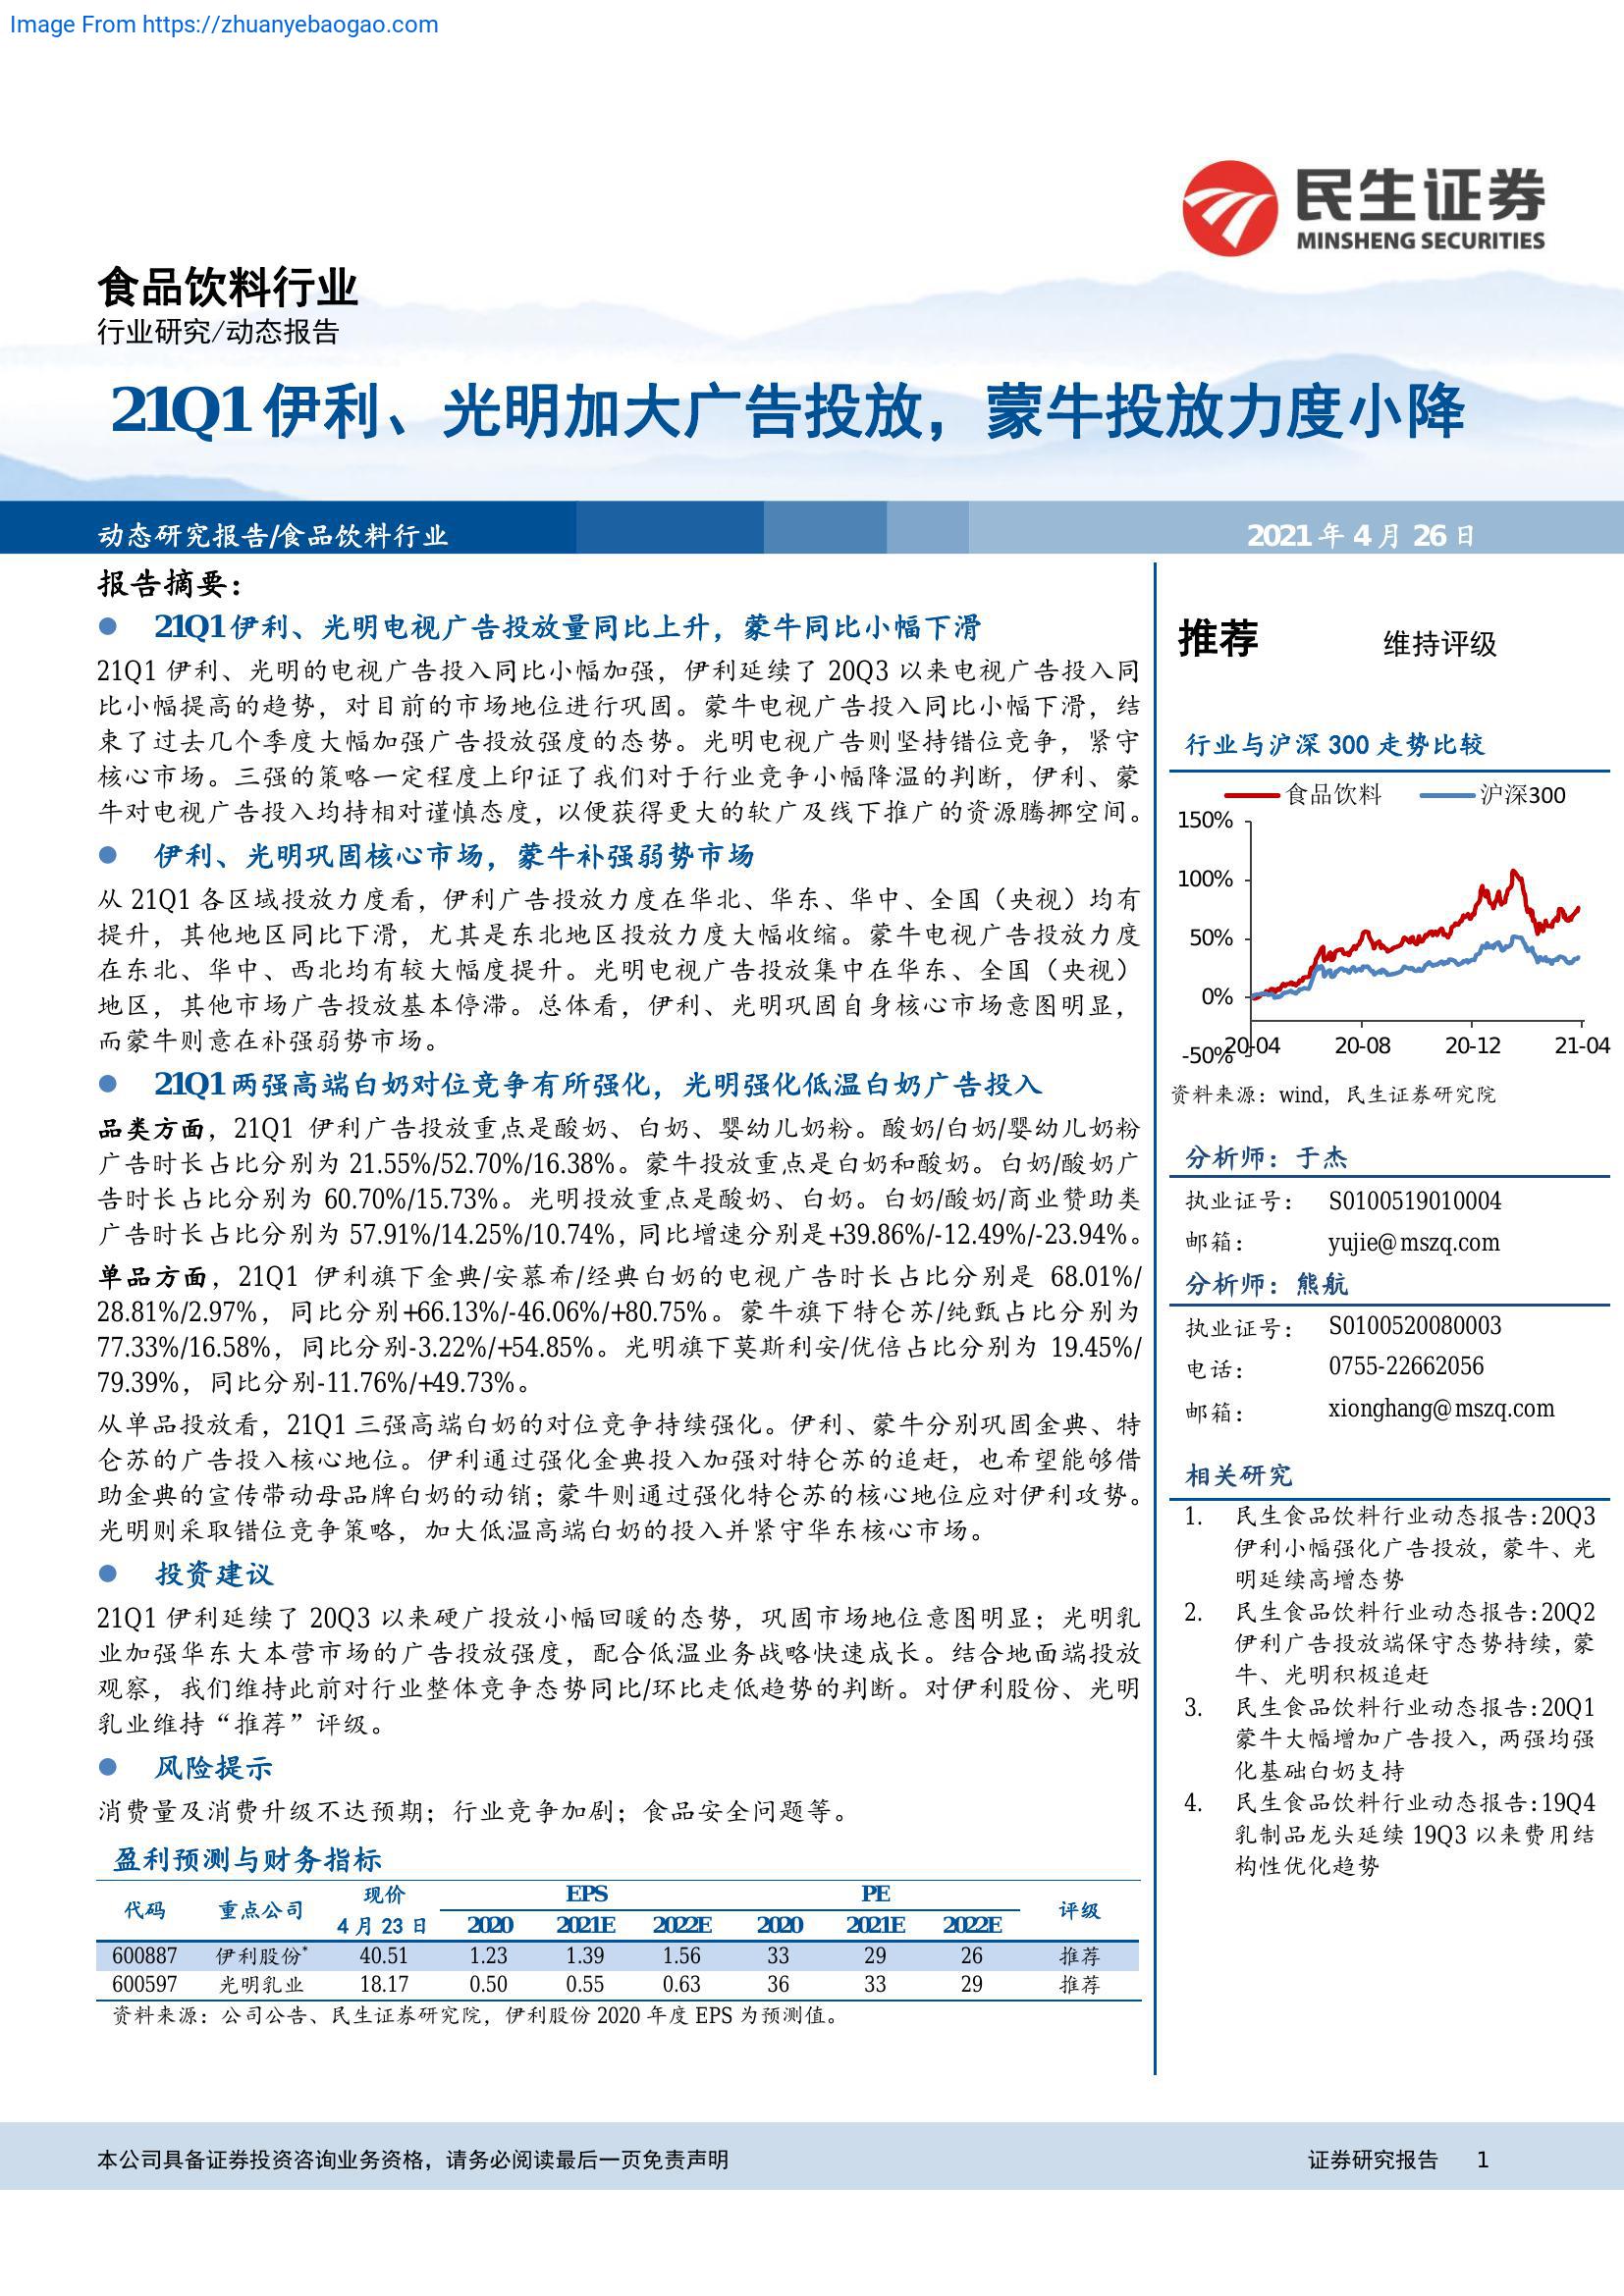 Image From https://zhuanyebaogao.com
民生证券
MINSHENG SECURITIES
食品饮料行业
行业研究/动态报告
21Q1伊利、光明加大广告投放，蒙牛投放力度小降
动态研究报告/食品饮料行业
2021年4月26日
报告摘要：
● 21Q1伊利、光明电视广告投放量同比上升，蒙牛同比小幅下滑
21Q1 伊利、光明的电视广告投入同比小幅加强，伊利延续了 20Q3 以来电视广告投入同
比小幅提高的趋势，对目前的市场地位进行巩固。蒙牛电视广告投入同比小幅下滑，结
束了过去几个季度大幅加强广告投放强度的态势。光明电视广告则坚持错位竞争，紧守
核心市场。三强的策略一定程度上印证了我们对于行业竞争小幅降温的判断，伊利、蒙
牛对电视广告投入均持相对谨慎态度，以便获得更大的软广及线下推广的资源腾挪空间。
● 伊利、光明巩固核心市场，蒙牛补强弱势市场
从 21Q1 各区域投放力度看，伊利广告投放力度在华北、华东、华中、全国（央视）均有
提升，其他地区同比下滑，尤其是东北地区投放力度大幅收缩。蒙牛电视广告投放力度
在东北、华中、西北均有较大幅度提升。光明电视广告投放集中在华东、全国（央视）
地区，其他市场广告投放基本停滞。总体看，伊利、光明巩固自身核心市场意图明显，
而蒙牛则意在补强弱势市场。
● 21Q1两强高端白奶对位竞争有所强化，光明强化低温白奶广告投入
品类方面，21Q1 伊利广告投放重点是酸奶、白奶、婴幼儿奶粉。酸奶/白奶/婴幼儿奶粉
广告时长占比分别为 21.55%/52.70%/16.38%。蒙牛投放重点是白奶和酸奶。白奶/酸奶广
告时长占比分别为 60.70%/15.73%。光明投放重点是酸奶、白奶。白奶/酸奶/商业赞助类
广告时长占比分别为 57.91%/14.25%/10.74%，同比增速分别是+39.86%/-12.49%/-23.94%。
单品方面，21Q1 伊利旗下金典/安慕希/经典白奶的电视广告时长占比分别是 68.01%/
28.81%/2.97%，同比分别+66.13%/-46.06%/+80.75%。蒙牛旗下特仑苏/纯甄占比分别为
77.33%/16.58%，同比分别-3.22%/+54.85%。光明旗下莫斯利安/优倍占比分别为 19.45%/
79.39%，同比分别-11.76%/+49.73%。
从单品投放看，21Q1 三强高端白奶的对位竞争持续强化。伊利、蒙牛分别巩固金典、特
仑苏的广告投入核心地位。伊利通过强化金典投入加强对特仑苏的追赶，也希望能够借
助金典的宣传带动母品牌白奶的动销；蒙牛则通过强化特仑苏的核心地位应对伊利攻势。
光明则采取错位竞争策略，加大低温高端白奶的投入并紧守华东核心市场。
● 投资建议
21Q1 伊利延续了 20Q3 以来硬广投放小幅回暖的态势，巩固市场地位意图明显；光明乳
业加强华东大本营市场的广告投放强度，配合低温业务战略快速成长。结合地面端投放
观察，我们维持此前对行业整体竞争态势同比/环比走低趋势的判断。对伊利股份、光明
乳业维持“推荐”评级。
● 风险提示
消费量及消费升级不达预期；行业竞争加剧；食品安全问题等。
盈利预测与财务指标
代码 重点公司 现价 EPS PE 评级
4月23日 2020 2021E 2022E 2020 2021E 2022E
600887 伊利股份* 40.51 1.23 1.39 1.56 33 29 26 推荐
600597 光明乳业 18.17 0.50 0.55 0.63 36 33 29 推荐
资料来源：公司公告、民生证券研究院，伊利股份 2020 年度 EPS 为预测值。
推荐 维持评级
行业与沪深 300 走势比较
食品饮料 沪深300
150%
100%
50%
0%
-50%
20-04 20-08 20-12 21-04
资料来源：wind，民生证券研究院
分析师：于杰
执业证号： S0100519010004
邮箱： yujie@mszq.com
分析师：熊航
执业证号： S0100520080003
电话： 0755-22662056
邮箱： xionghang@mszq.com
相关研究
1. 民生食品饮料行业动态报告:20Q3
伊利小幅强化广告投放，蒙牛、光
明延续高增态势
2. 民生食品饮料行业动态报告:20Q2
伊利广告投放端保守态势持续，蒙
牛、光明积极追赶
3. 民生食品饮料行业动态报告:20Q1
蒙牛大幅增加广告投入，两强均强
化基础白奶支持
4. 民生食品饮料行业动态报告:19Q4
乳制品龙头延续 19Q3 以来费用结
构性优化趋势
本公司具备证券投资咨询业务资格，请务必阅读最后一页免责声明
证券研究报告 1